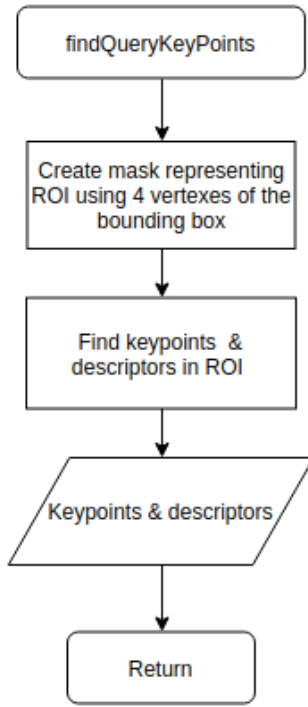 findQueryKeyPoints
Create mask representing
ROI using 4 vertexes of the
bounding box
Find keypoints &
descriptors in ROI
Keypoints & descriptors
Return